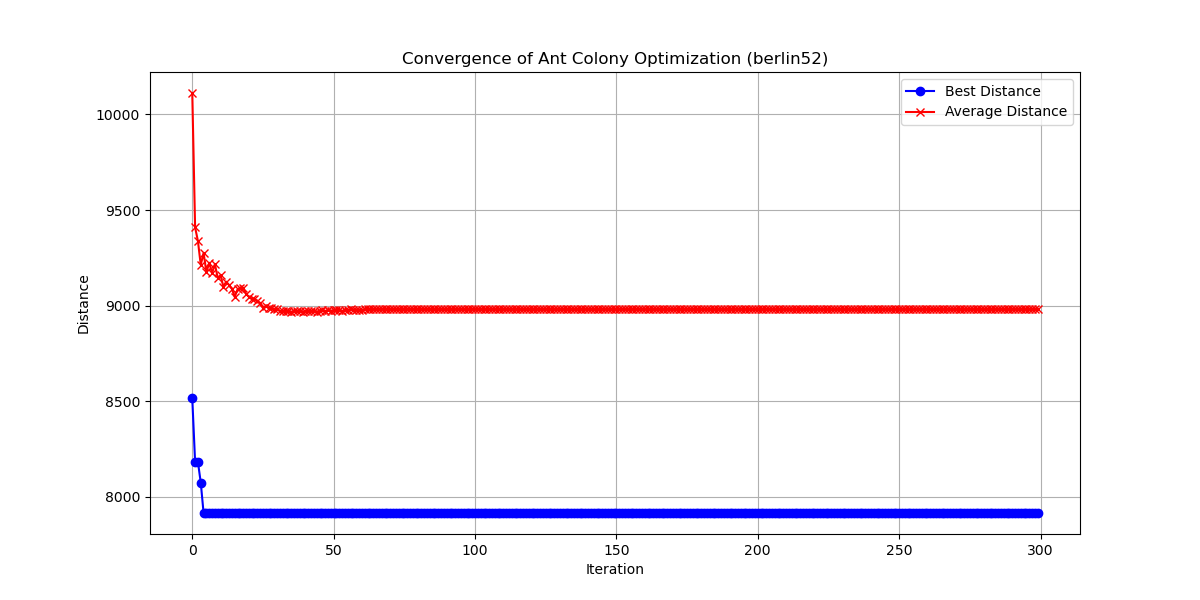 Convergence of Ant Colony Optimization (berlin52)
Best Distance
Average Distance
10000
9500
9000
8500
8000
Distance
0 50 100 150 200 250 300
Iteration